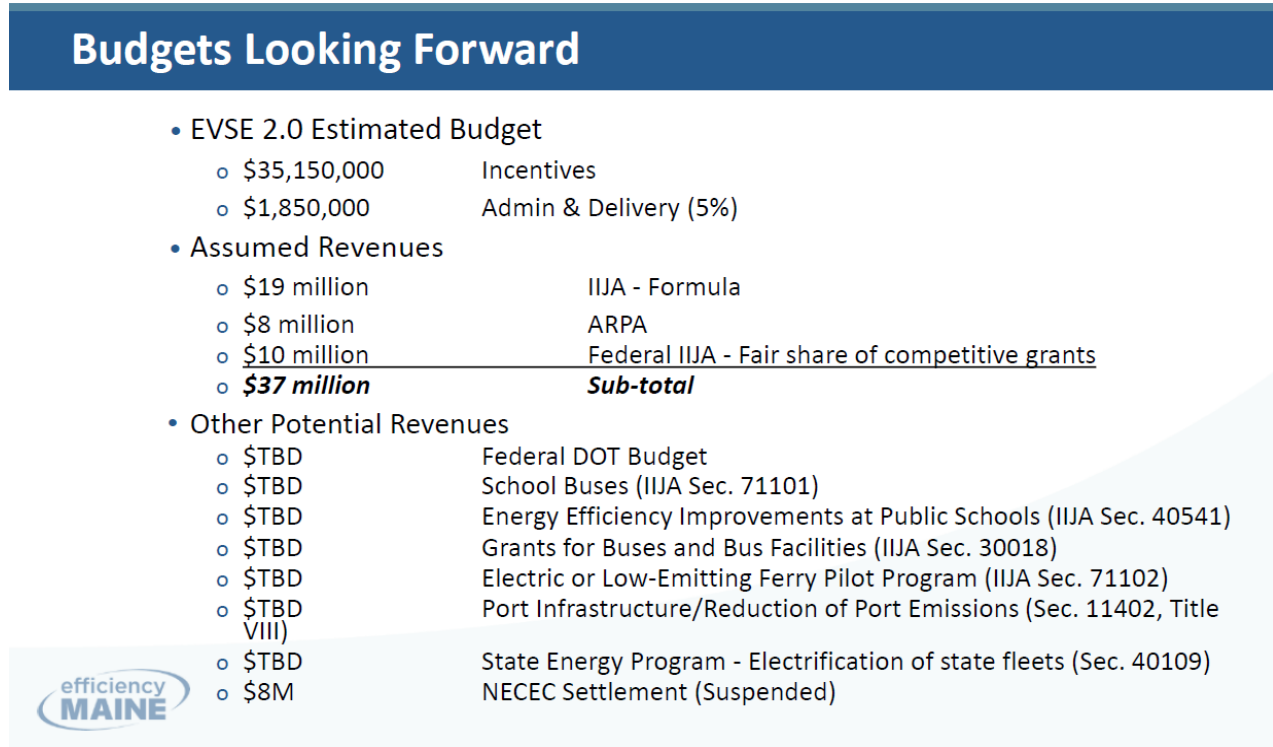 Budgets Looking Forward
• EVSE 2.0 Estimated Budget
o $35,150,000 Incentives
o $1,850,000 Admin & Delivery (5%)
• Assumed Revenues
o $19 million IIJA - Formula
o $8 million ARPA
o $10 million Federal IIJA - Fair share of competitive grants
o $37 million Sub-total
• Other Potential Revenues
o $TBD Federal DOT Budget
o $TBD School Buses (IIJA Sec. 71101)
o $TBD Energy Efficiency Improvements at Public Schools (IIJA Sec. 40541)
o $TBD Grants for Buses and Bus Facilities (IIJA Sec. 30018)
o $TBD Electric or Low-Emitting Ferry Pilot Program (IIJA Sec. 71102)
o $TBD Port Infrastructure/Reduction of Port Emissions (Sec. 11402, Title
VIII)
o $TBD State Energy Program - Electrification of state fleets (Sec. 40109)
o $8M NECEC Settlement (Suspended)
efficiency
MAINE